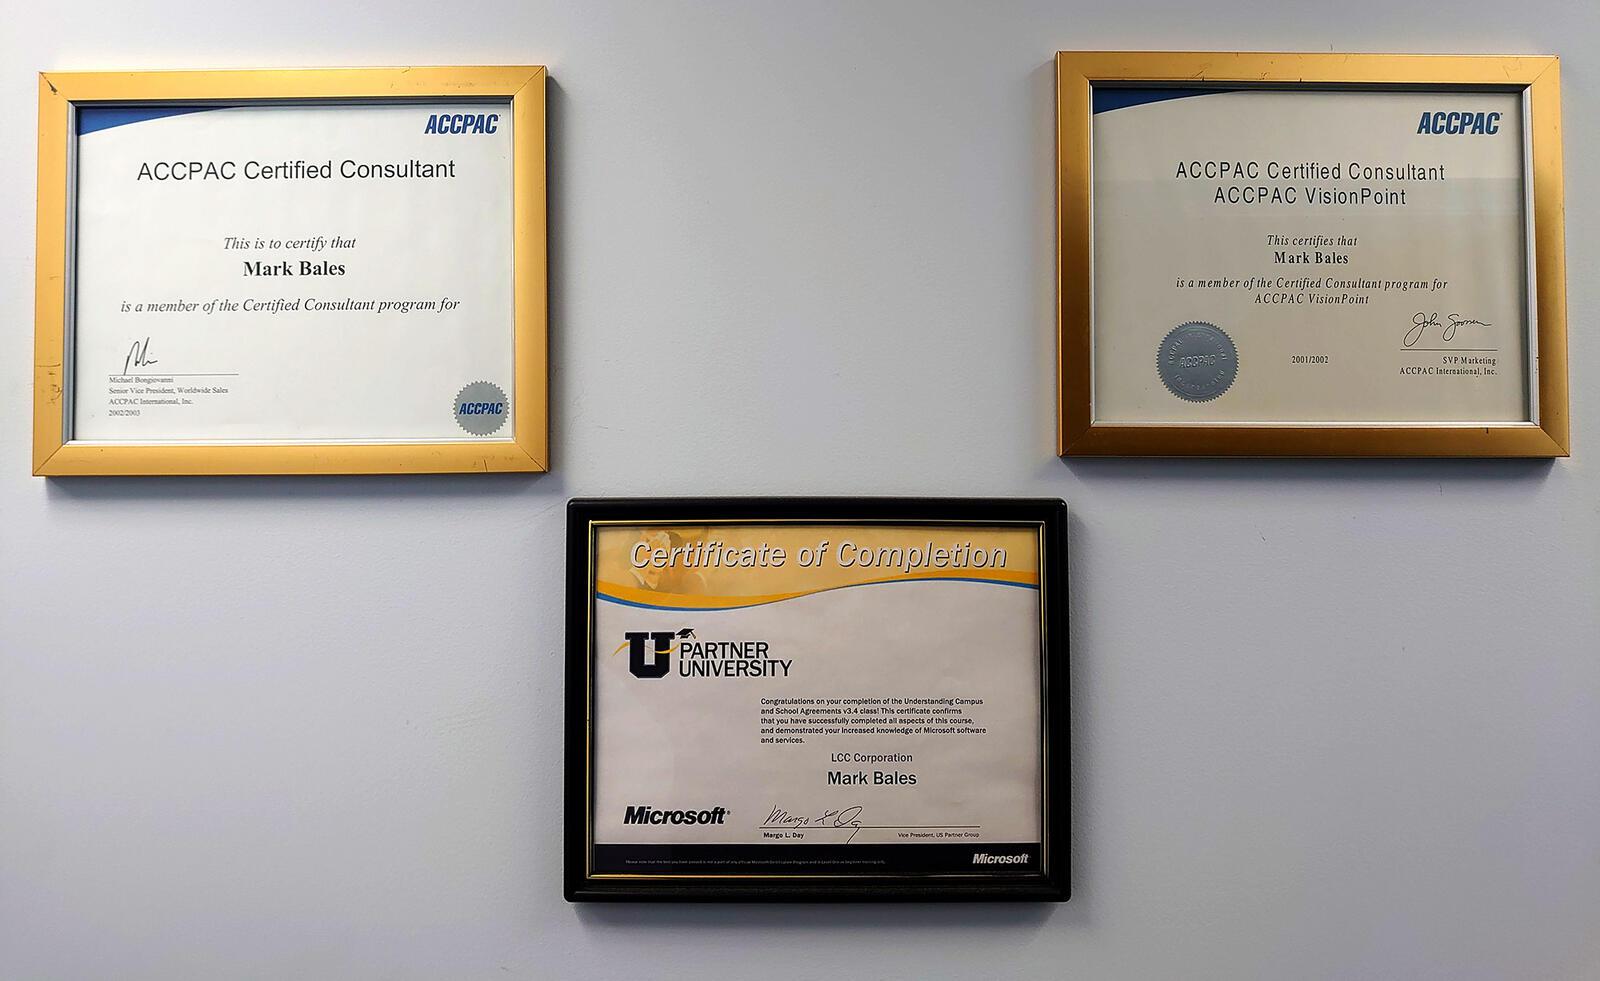 ACCPAC
ACCPAC Certified Consultant
This is to certify that
Mark Bales
is a member of the Certified Consultant program for
Michael Bongiovanni
Senior Vice President, Worldwide Sales
ACCPAC International, Inc.
2002/2003
ACCPAC
ACCPAC
ACCPAC Certified Consultant
ACCPAC VisionPoint
This certifies that
Mark Bales
is a member of the Certified Consultant program for
ACCPAC VisionPoint
John Goonen
ACCPAC
2001/2002
SVP Marketing
ACCPAC International, Inc.
Certificate of Completion
U PARTNER
UNIVERSITY
Congratulations on your completion of the Understanding Campus
and School Agreements v3.4 class! This certificate confirms
that you have successfully completed all aspects of this course,
and demonstrated your increased knowledge of Microsoft software
and services.
LCC Corporation
Mark Bales
Microsoft®
Margo L Day
Margo L. Day
Vice President, US Partner Group
Microsoft